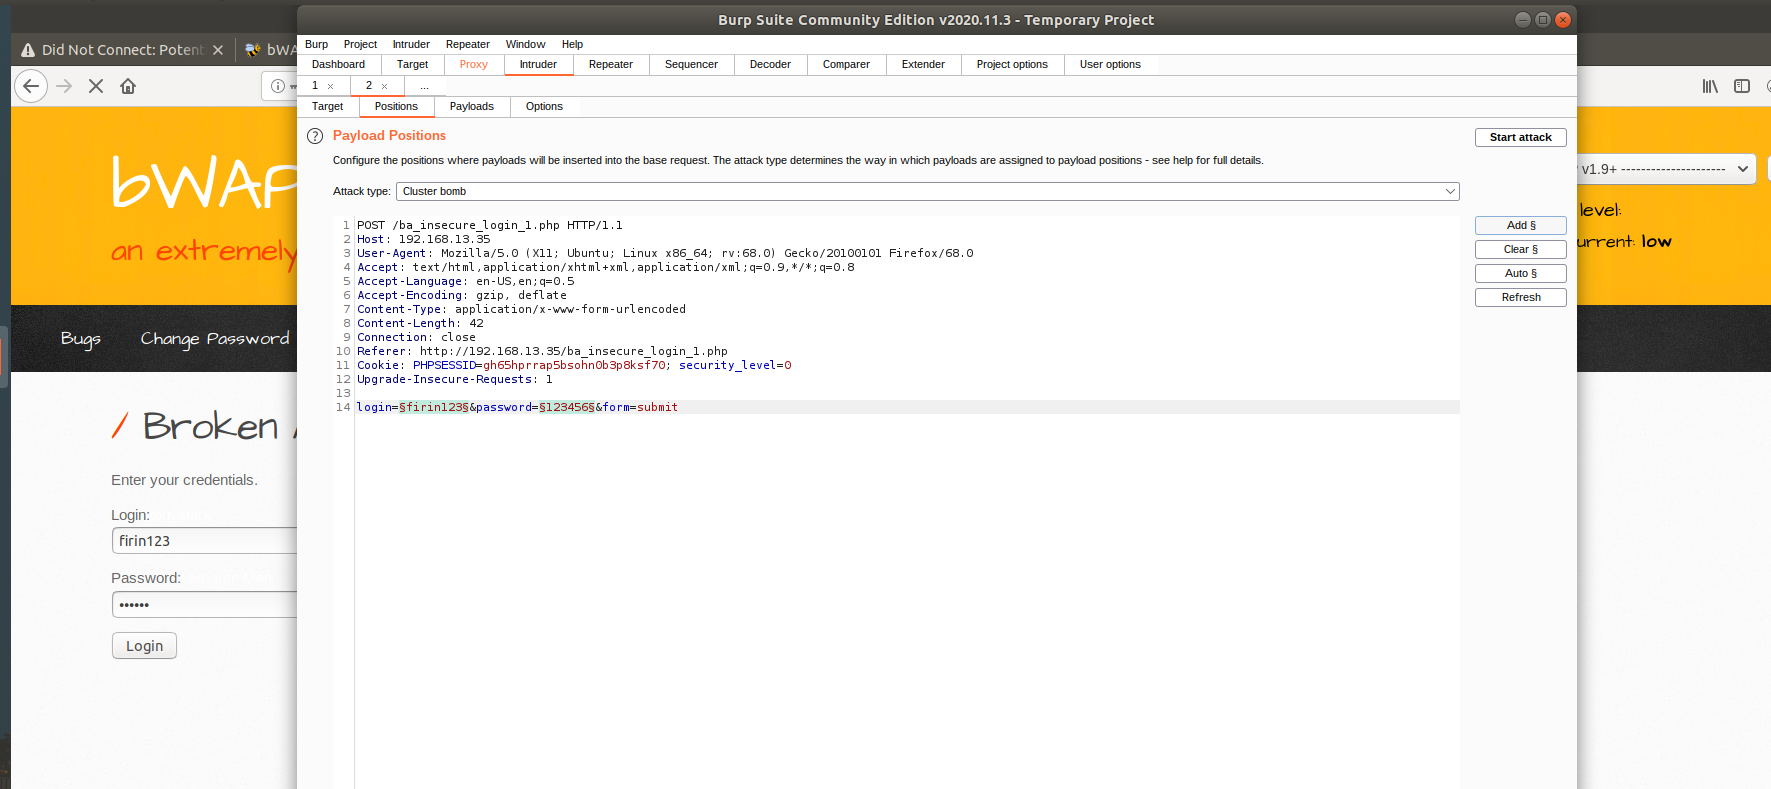 Burp Suite Community Edition v2020.11.3 - Temporary Project
Did Not Connect: Potent
bWA
Burp Project Intruder Repeater Window Help
Dashboard Target Proxy Intruder Repeater Sequencer Decoder Comparer Extender Project options User options
1 × 2 × ...
Target Positions Payloads Options
? Payload Positions
Start attack
Configure the positions where payloads will be inserted into the base request. The attack type determines the way in which payloads are assigned to payload positions - see help for full details.
Attack type: Cluster bomb
1 POST /ba_insecure_login_1.php HTTP/1.1
2 Host: 192.168.13.35
3 User-Agent: Mozilla/5.0 (X11; Ubuntu; Linux x86_64; rv:68.0) Gecko/20100101 Firefox/68.0
4 Accept: text/html,application/xhtml+xml,application/xml;q=0.9,*/*;q=0.8
5 Accept-Language: en-US,en;q=0.5
6 Accept-Encoding: gzip, deflate
7 Content-Type: application/x-www-form-urlencoded
8 Content-Length: 42
9 Connection: close
10 Referer: http://192.168.13.35/ba_insecure_login_1.php
11 Cookie: PHPSESSID=gh65hprrap5bsohn0b3p8ksf70; security_level=0
12 Upgrade-Insecure-Requests: 1
13
14 login=§firin123§&password=§123456§&form=submit
Add §
Clear §
Auto §
Refresh
bWAP
an extremely
v1.9+ ---------------------
level:
urrent: low
Bugs Change Password
/ Broken
Enter your credentials.
Login:
firin123
Password:
••••••
Login